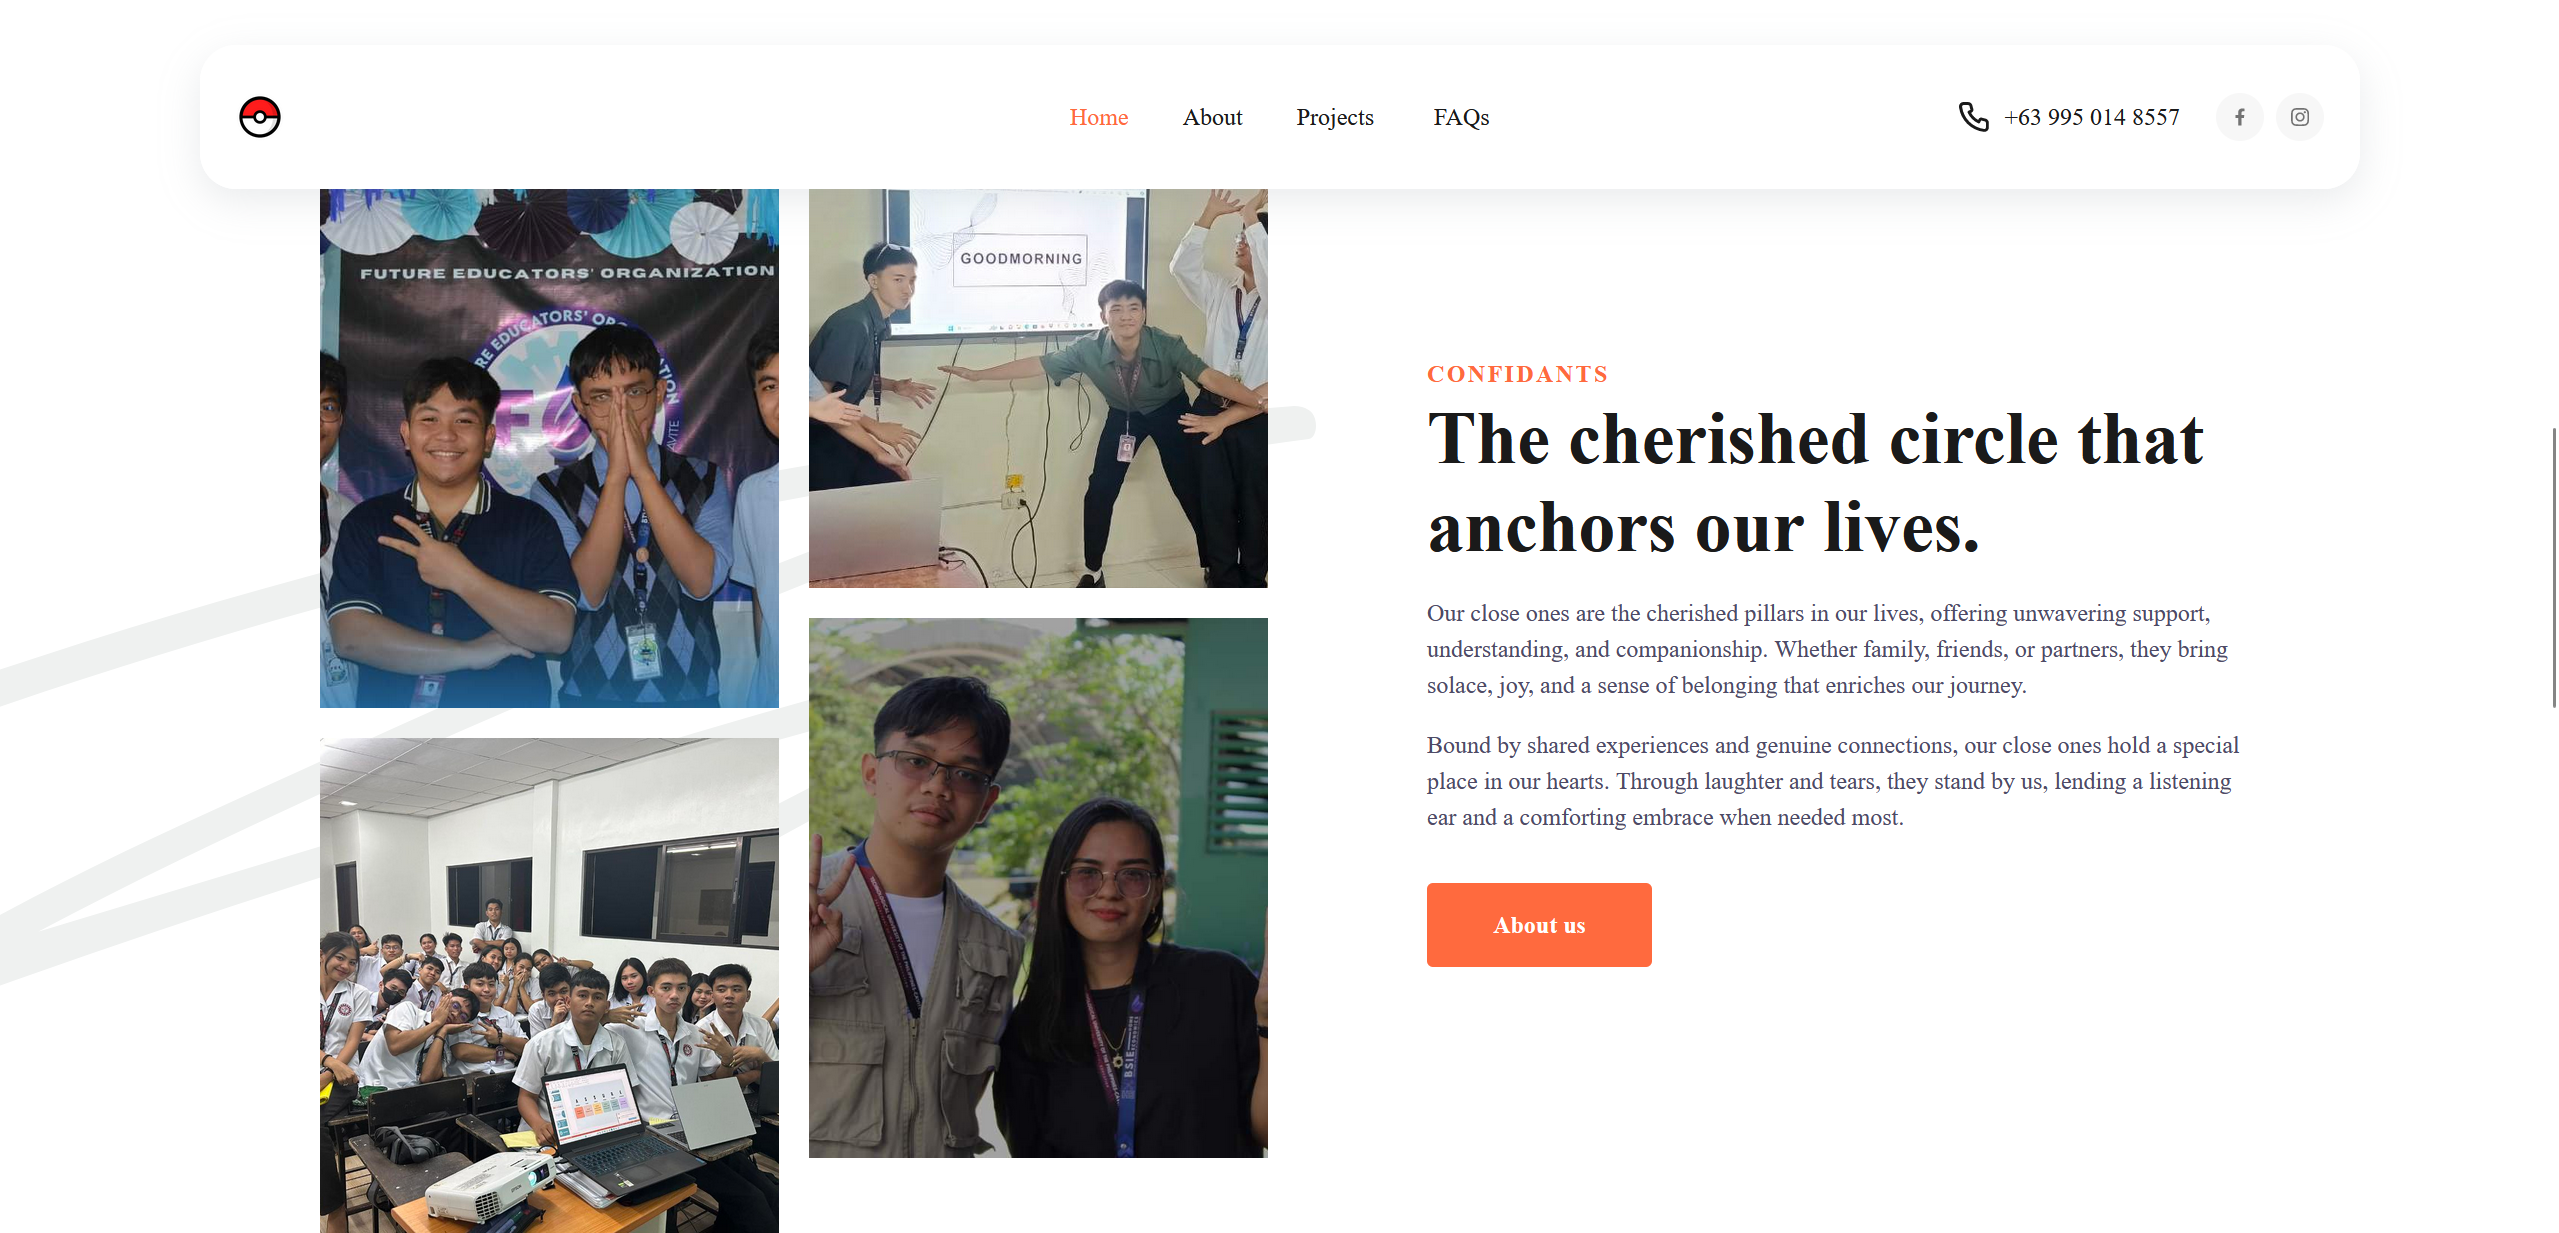 Home
About
Projects
FAQs
+63 995 014 8557
FUTURE EDUCATORS' ORGANIZATION
GOODMORNING
CONFIDANTS
The cherished circle that
anchors our lives.
Our close ones are the cherished pillars in our lives, offering unwavering support,
understanding, and companionship. Whether family, friends, or partners, they bring
solace, joy, and a sense of belonging that enriches our journey.
Bound by shared experiences and genuine connections, our close ones hold a special
place in our hearts. Through laughter and tears, they stand by us, lending a listening
ear and a comforting embrace when needed most.
About us
BSIE